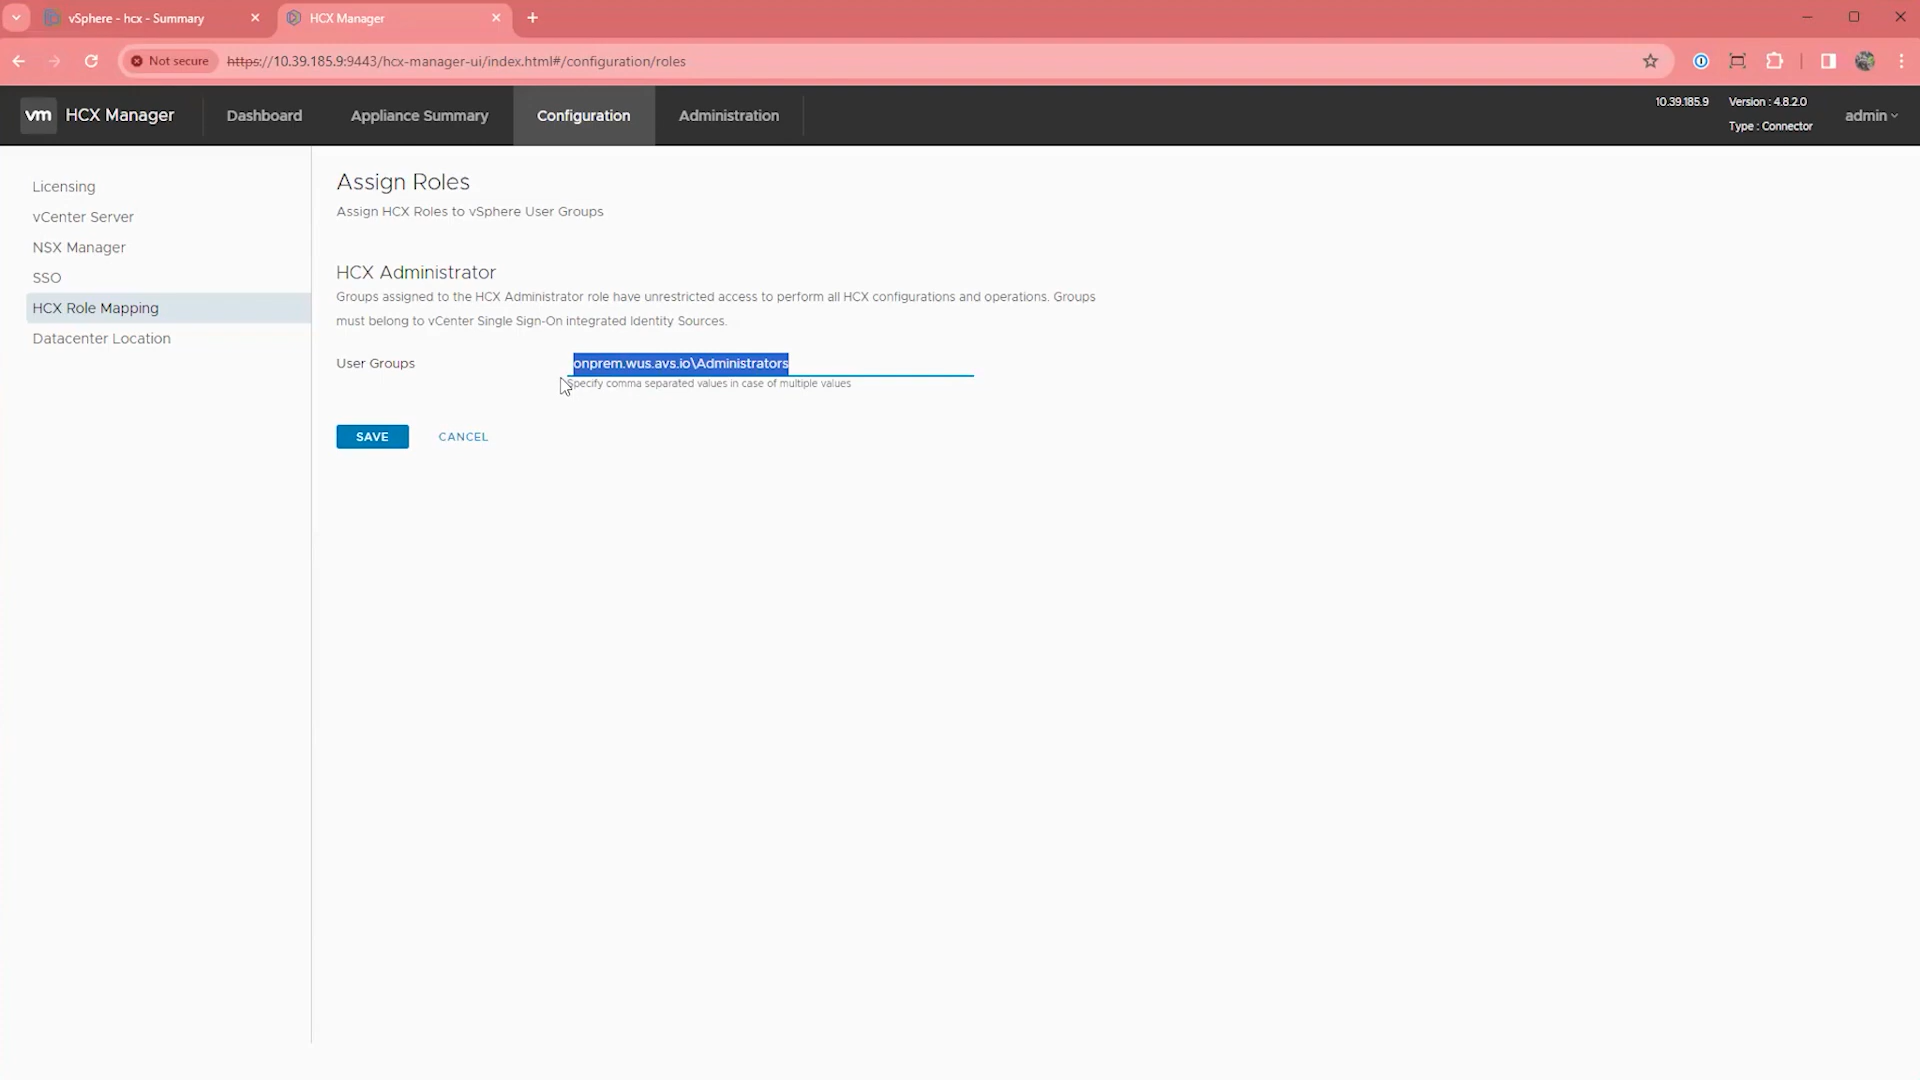 vSphere - hcx - Summary
HCX Manager
Not secure
https://10.39.185.9:9443/hcx-manager-ui/index.html#/configuration/roles
vm HCX Manager
Dashboard
Appliance Summary
Configuration
Administration
10.39.185.9
Version : 4.8.2.0
Type : Connector
admin
Licensing
vCenter Server
NSX Manager
SSO
HCX Role Mapping
Datacenter Location
Assign Roles
Assign HCX Roles to vSphere User Groups
HCX Administrator
Groups assigned to the HCX Administrator role have unrestricted access to perform all HCX configurations and operations. Groups
must belong to vCenter Single Sign-On integrated Identity Sources.
User Groups
onprem.wus.avs.io\Administrators
Specify comma separated values in case of multiple values
SAVE
CANCEL